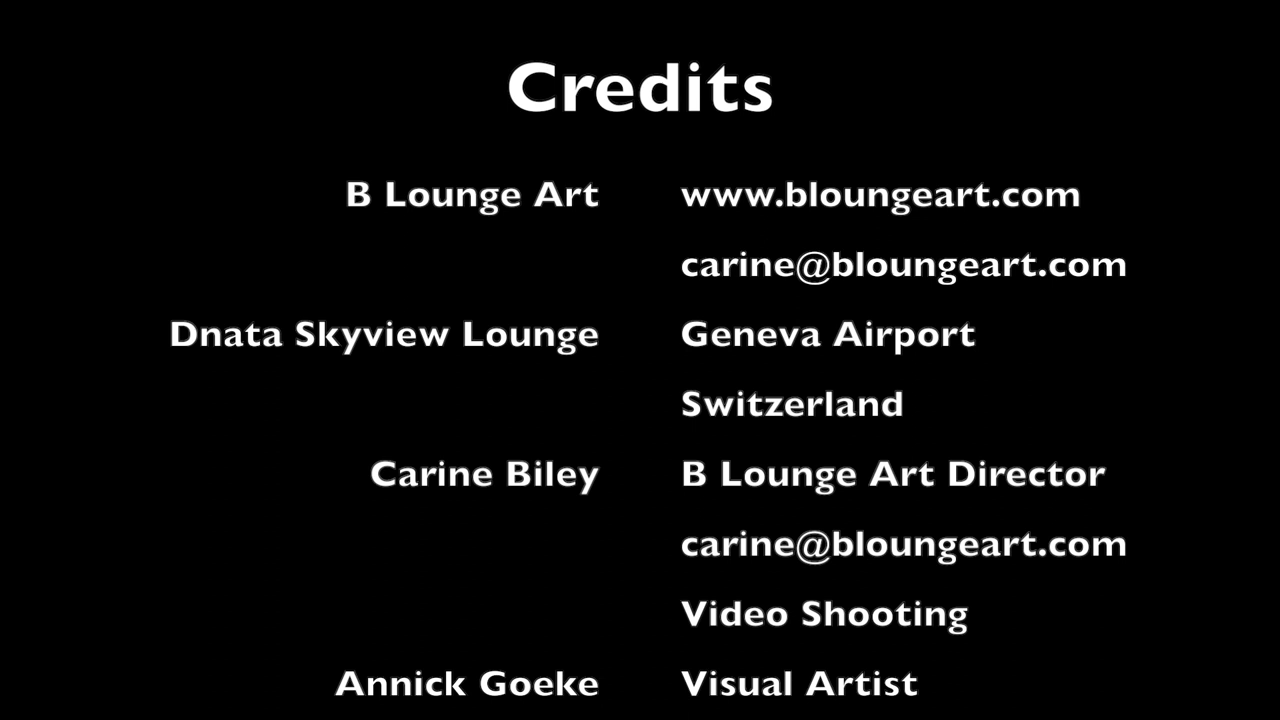 Credits
B Lounge Art www.bloungeart.com
carine@bloungeart.com
Dnata Skyview Lounge Geneva Airport
Switzerland
Carine Biley B Lounge Art Director
carine@bloungeart.com
Video Shooting
Annick Goeke Visual Artist